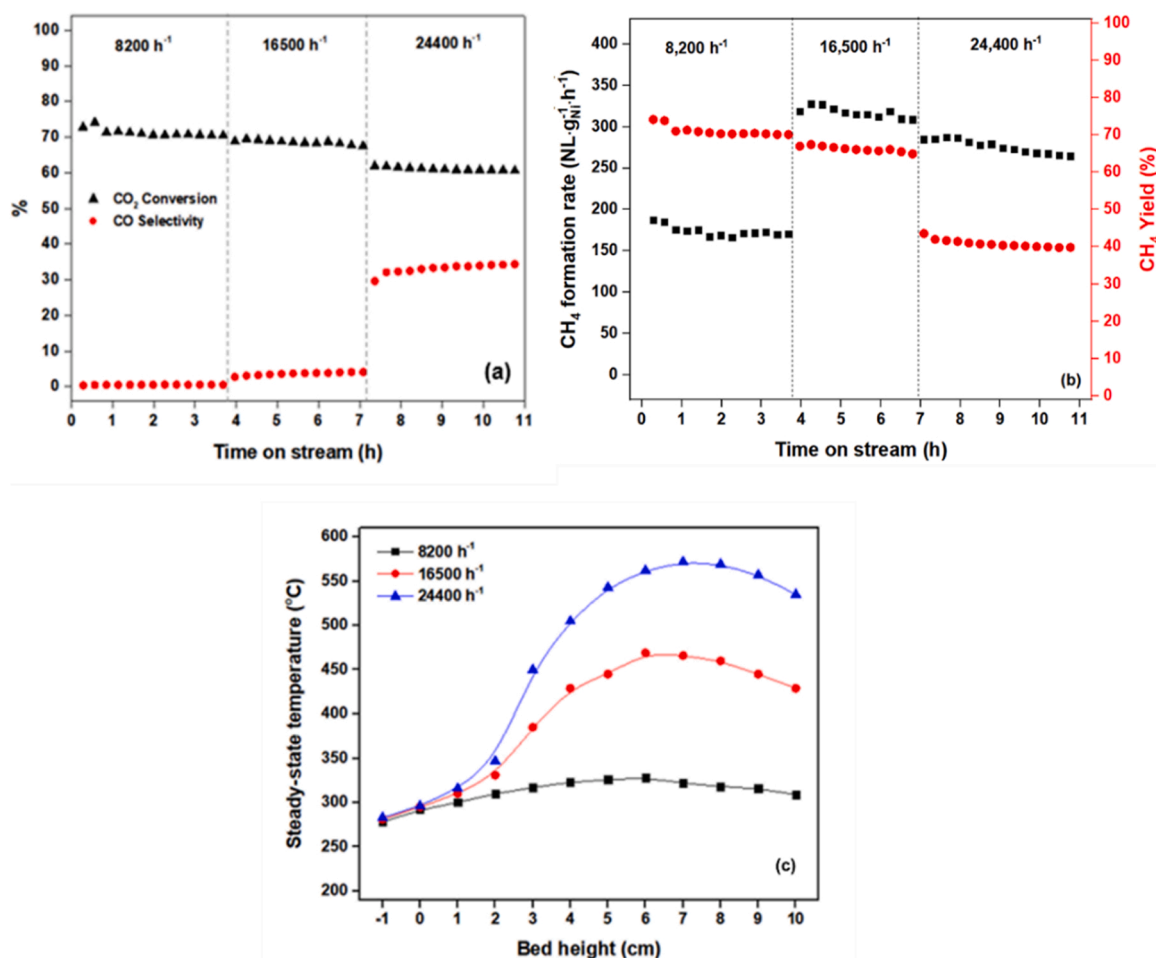 100
90
80
70
60
50
40
30
20
10
0
%
8200 h⁻¹
16500 h⁻¹
24400 h⁻¹
CO₂ Conversion
CO Selectivity
(a)
0 1 2 3 4 5 6 7 8 9 10 11
Time on stream (h)
400
350
300
250
200
150
100
50
0
CH₄ formation rate (NL·g⁻¹Ni·h⁻¹)
8,200 h⁻¹
16,500 h⁻¹
24,400 h⁻¹
(b)
100
90
80
70
60
50
40
30
20
10
0
CH₄ Yield (%)
0 1 2 3 4 5 6 7 8 9 10 11
Time on stream (h)
600
550
500
450
400
350
300
250
200
Steady-state temperature (°C)
8200 h⁻¹
16500 h⁻¹
24400 h⁻¹
(c)
-1 0 1 2 3 4 5 6 7 8 9 10
Bed height (cm)